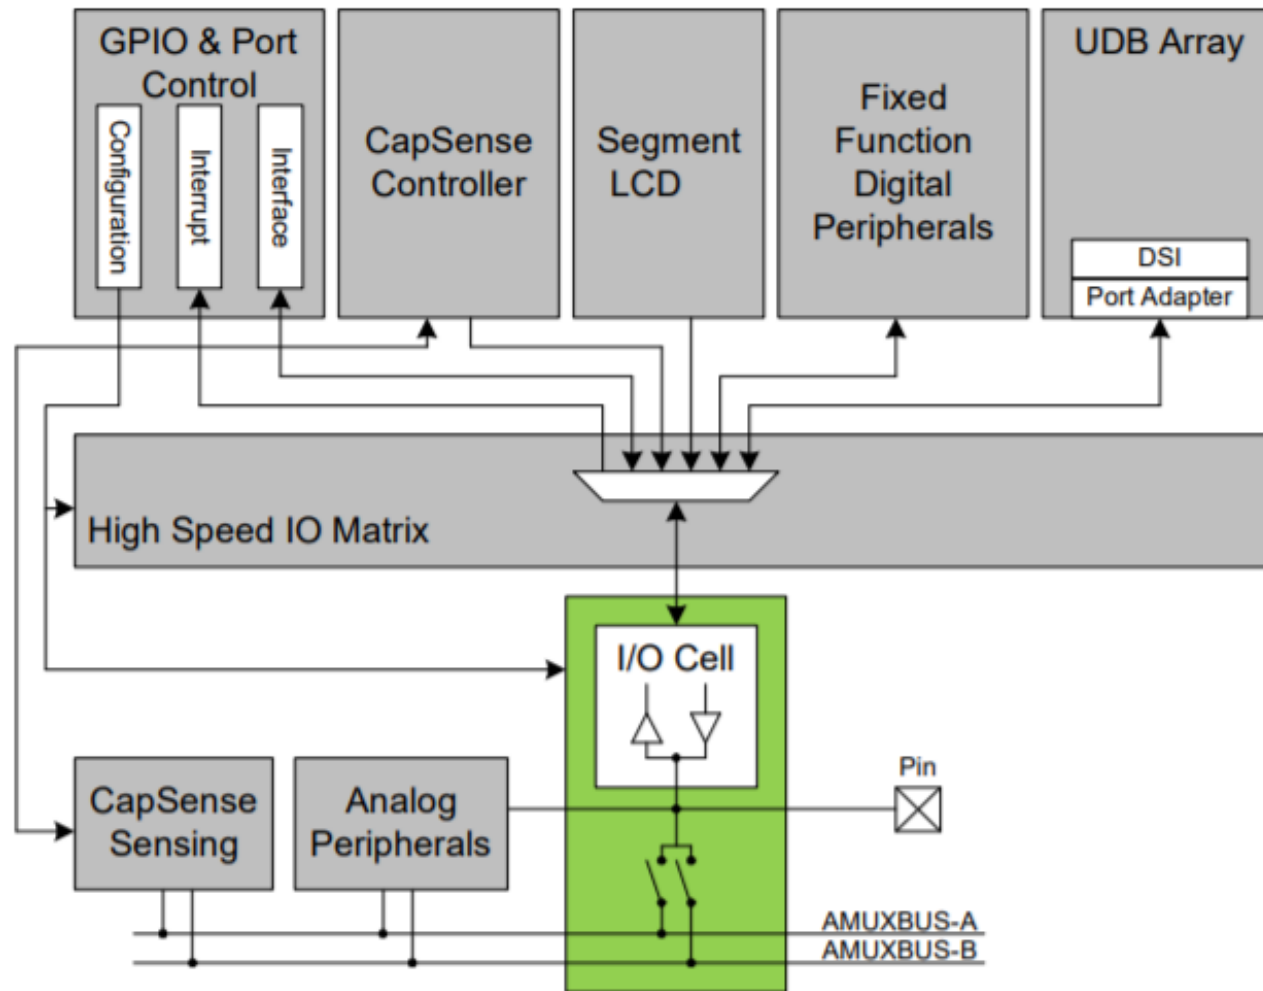 GPIO & Port
Control
Configuration
Interrupt
Interface
CapSense
Controller
Segment
LCD
Fixed
Function
Digital
Peripherals
UDB Array
DSI
Port Adapter
High Speed IO Matrix
I/O Cell
CapSense
Sensing
Analog
Peripherals
Pin
AMUXBUS-A
AMUXBUS-B